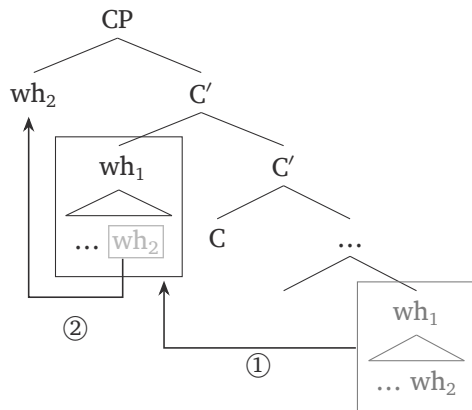 CP
wh₂ C′
wh₁ C′
… wh₂ C …
② ①
wh₁
… wh₂